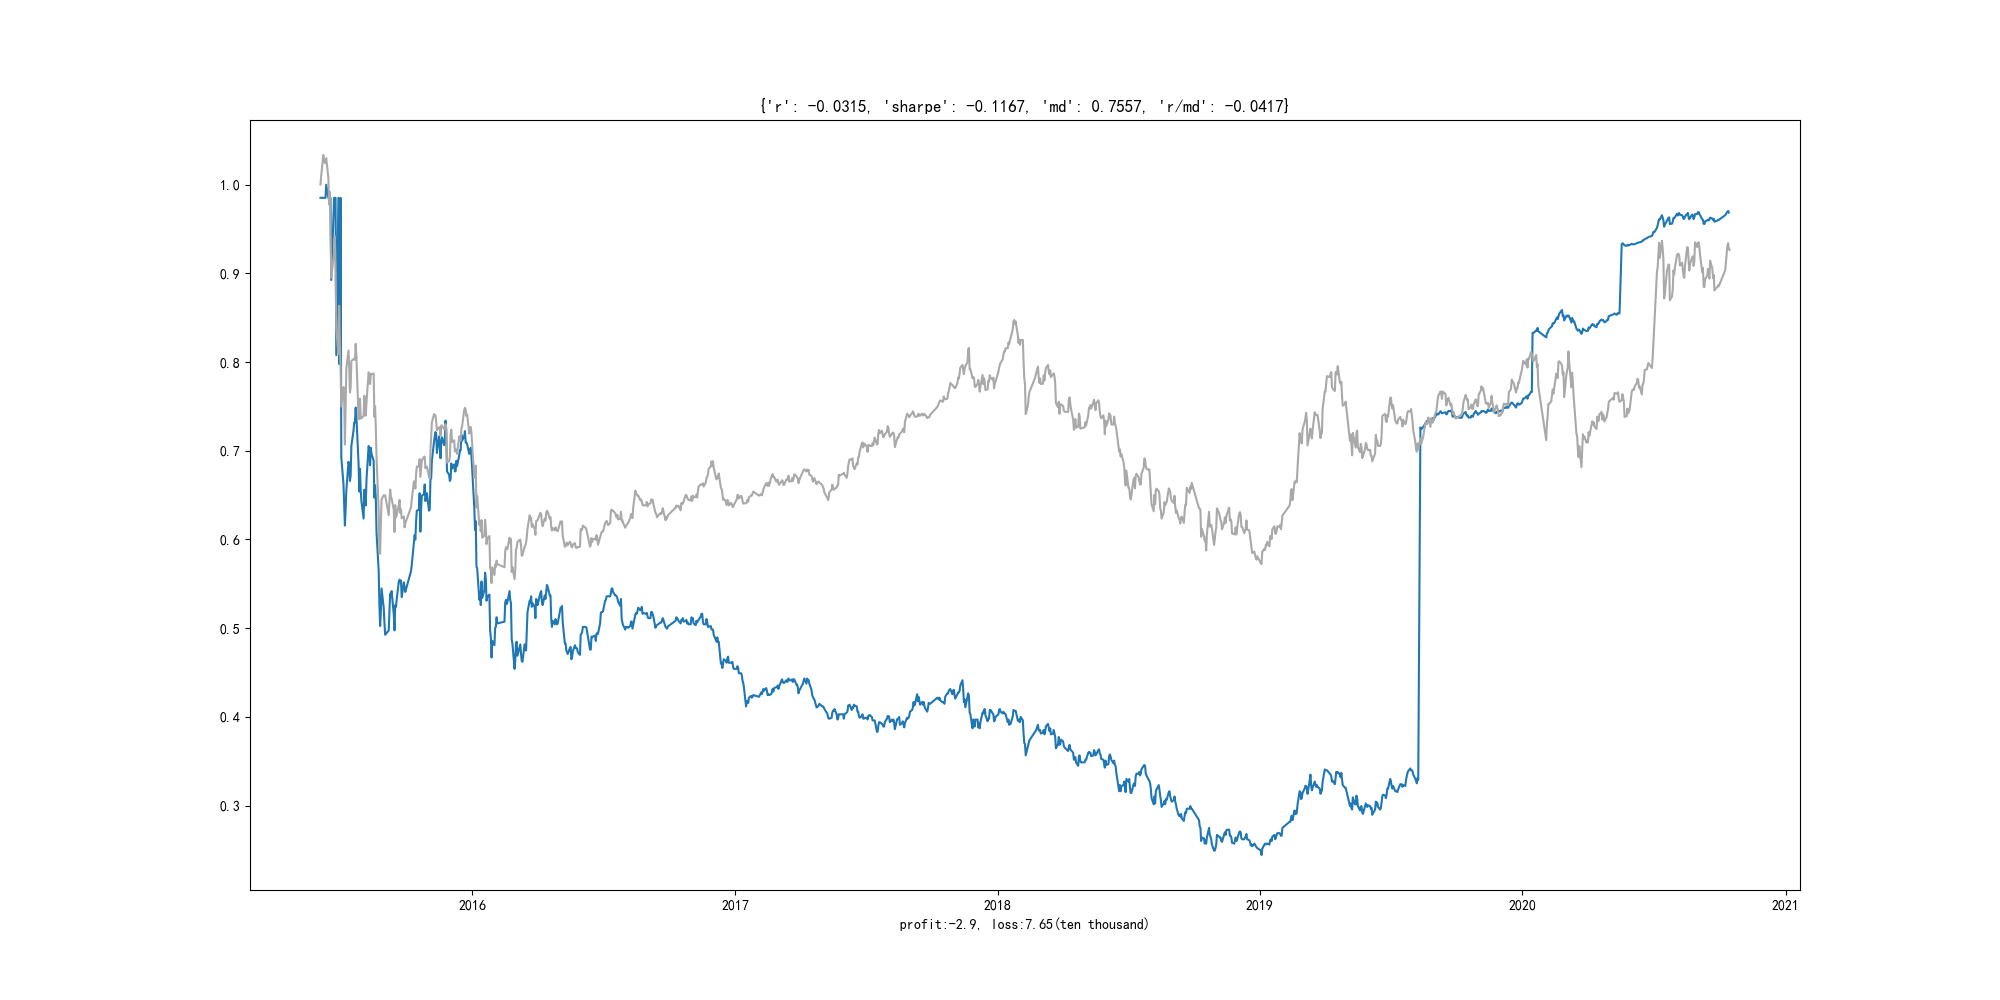 {'r': -0.0315, 'sharpe': -0.1167, 'md': 0.7557, 'r/md': -0.0417}
1.0
0.9
0.8
0.7
0.6
0.5
0.4
0.3
2016 2017 2018 2019 2020 2021
profit:-2.9, loss:7.65(ten thousand)